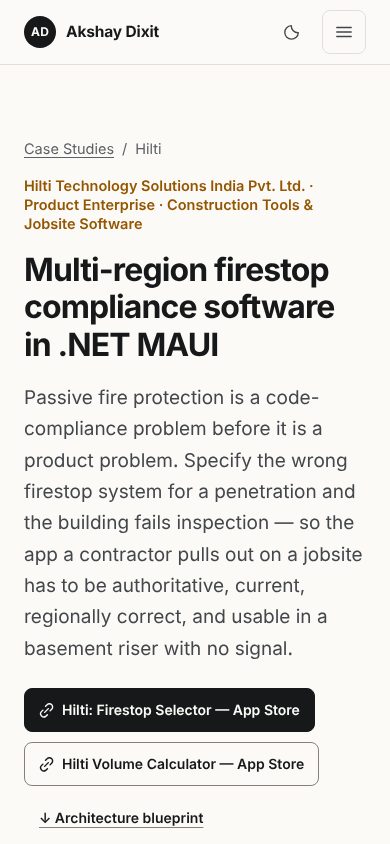 AD Akshay Dixit
Case Studies / Hilti
Hilti Technology Solutions India Pvt. Ltd. ·
Product Enterprise · Construction Tools &
Jobsite Software
Multi-region firestop
compliance software
in .NET MAUI
Passive fire protection is a code-
compliance problem before it is a
product problem. Specify the wrong
firestop system for a penetration and
the building fails inspection — so the
app a contractor pulls out on a jobsite
has to be authoritative, current,
regionally correct, and usable in a
basement riser with no signal.
Hilti: Firestop Selector — App Store
Hilti Volume Calculator — App Store
↓ Architecture blueprint